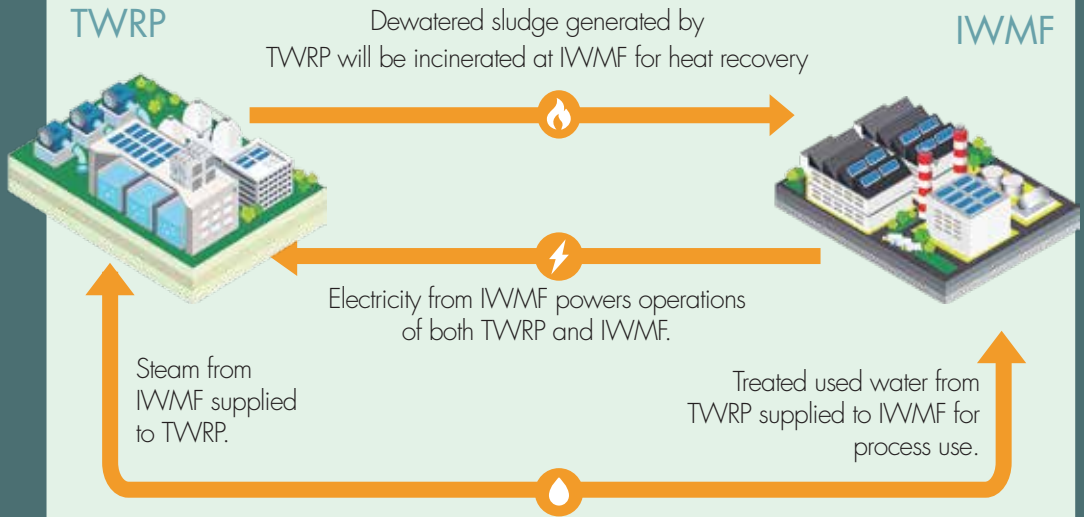 TWRP
Dewatered sludge generated by
TWRP will be incinerated at IWMF for heat recovery
IWMF
Electricity from IWMF powers operations
of both TWRP and IWMF.
Steam from
IWMF supplied
to TWRP.
Treated used water from
TWRP supplied to IWMF for
process use.